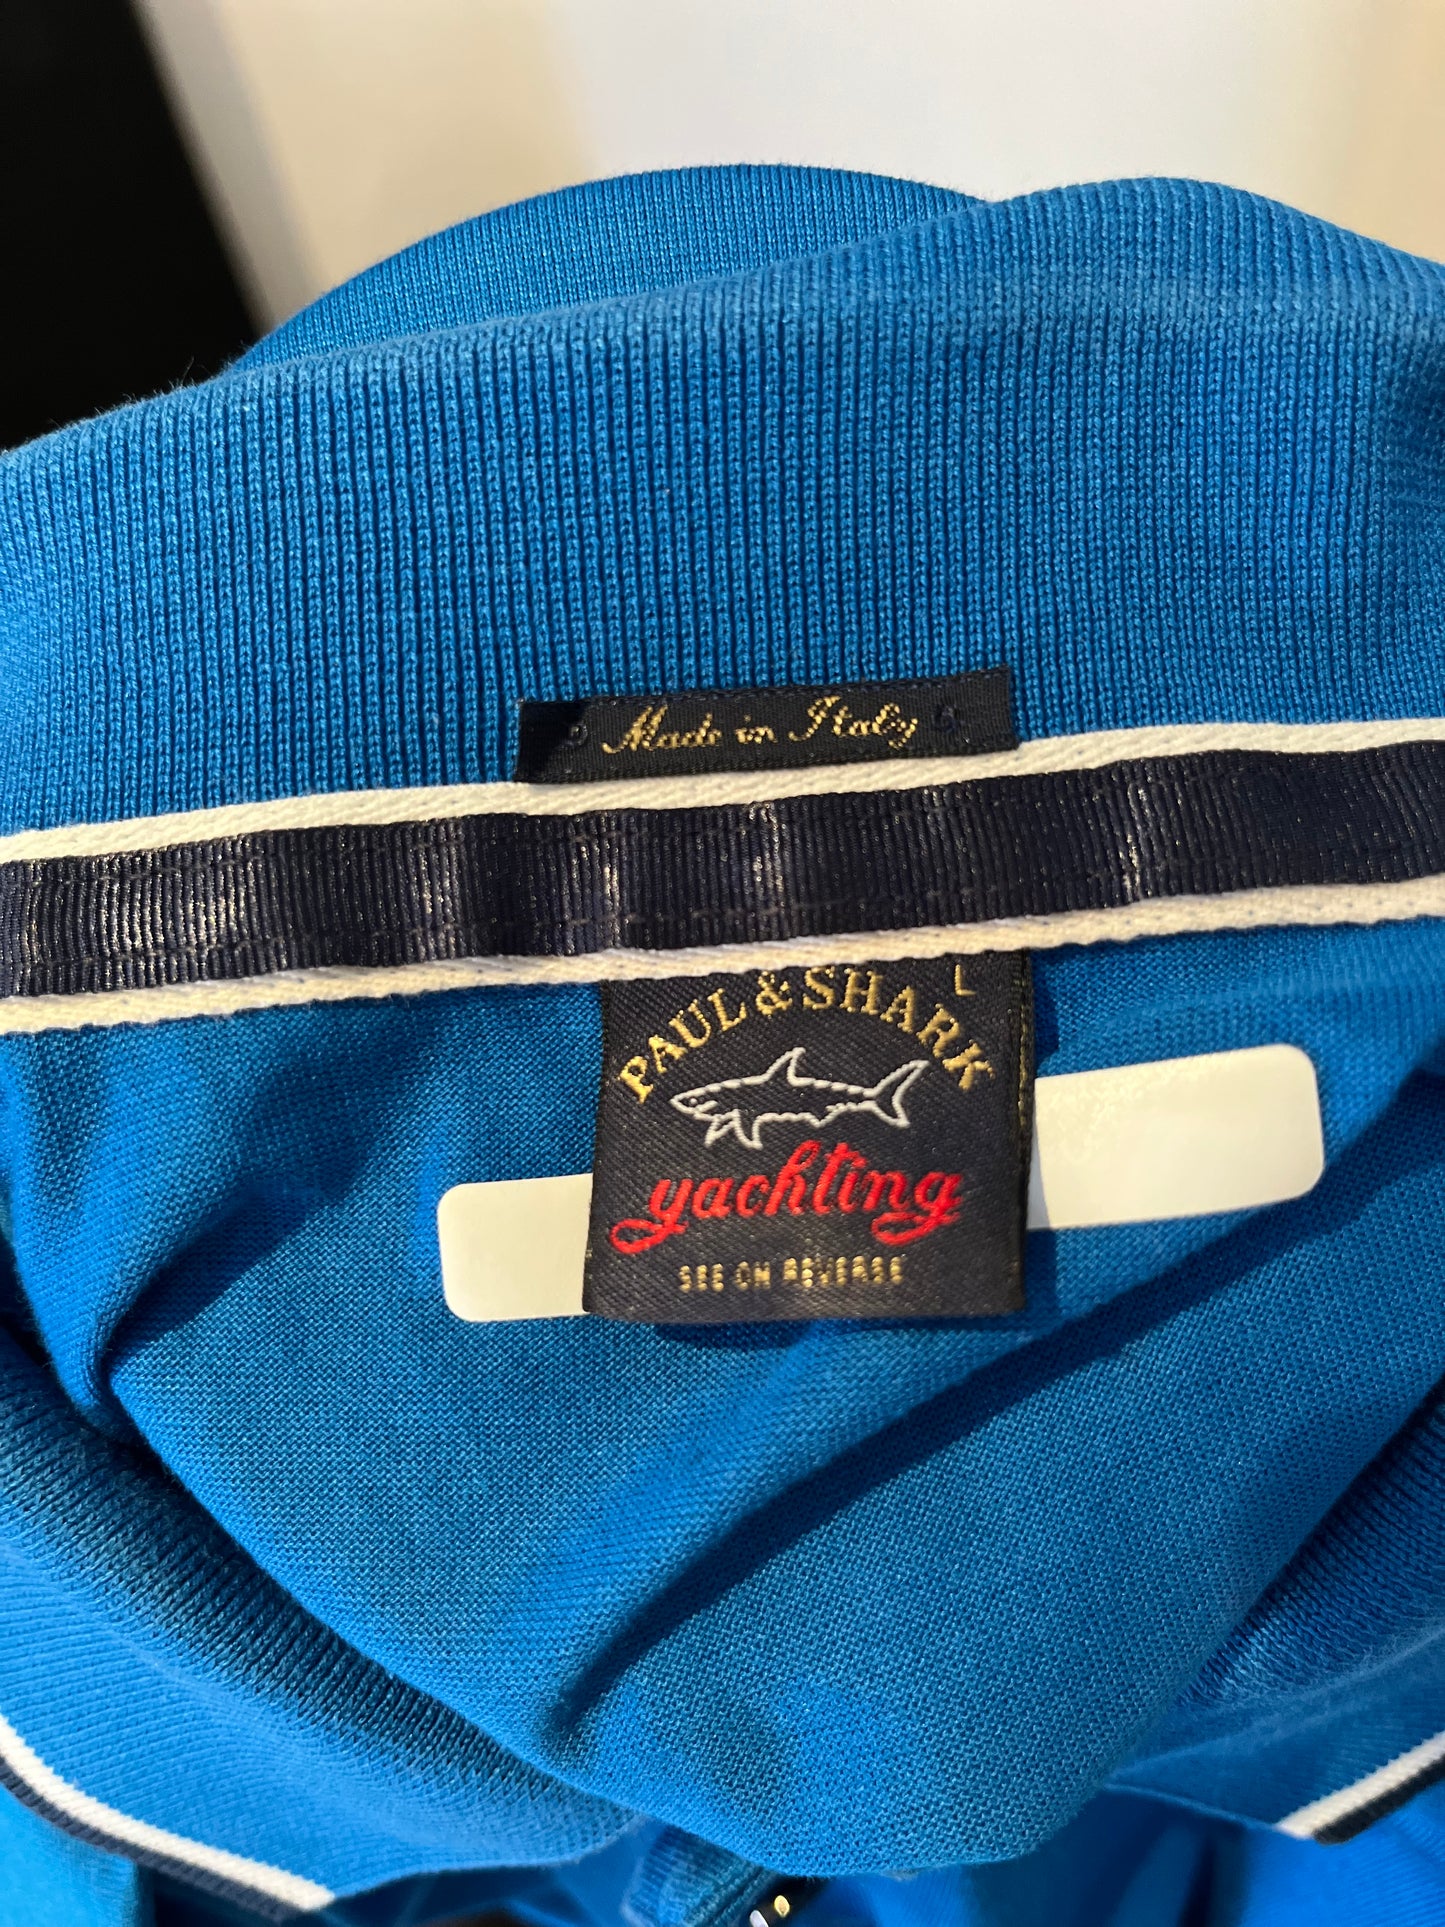 Made in Italy
L
PAUL & SHARK
yachting
SEE ON REVERSE